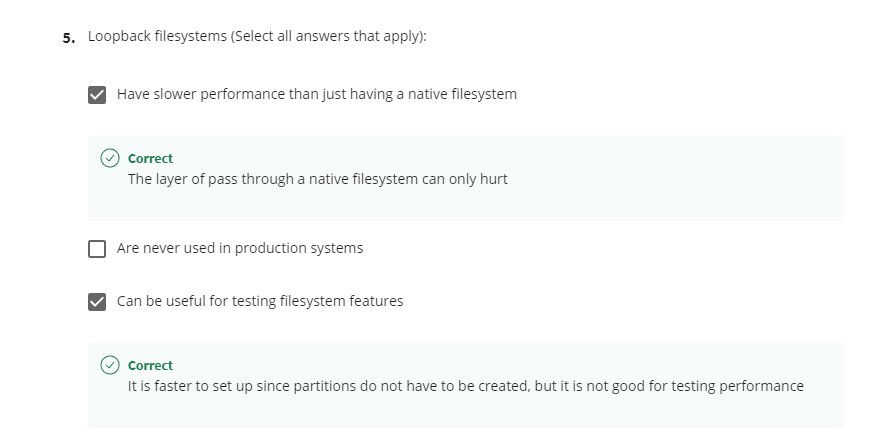 5. Loopback filesystems (Select all answers that apply):
Have slower performance than just having a native filesystem
Correct
The layer of pass through a native filesystem can only hurt
Are never used in production systems
Can be useful for testing filesystem features
Correct
It is faster to set up since partitions do not have to be created, but it is not good for testing performance